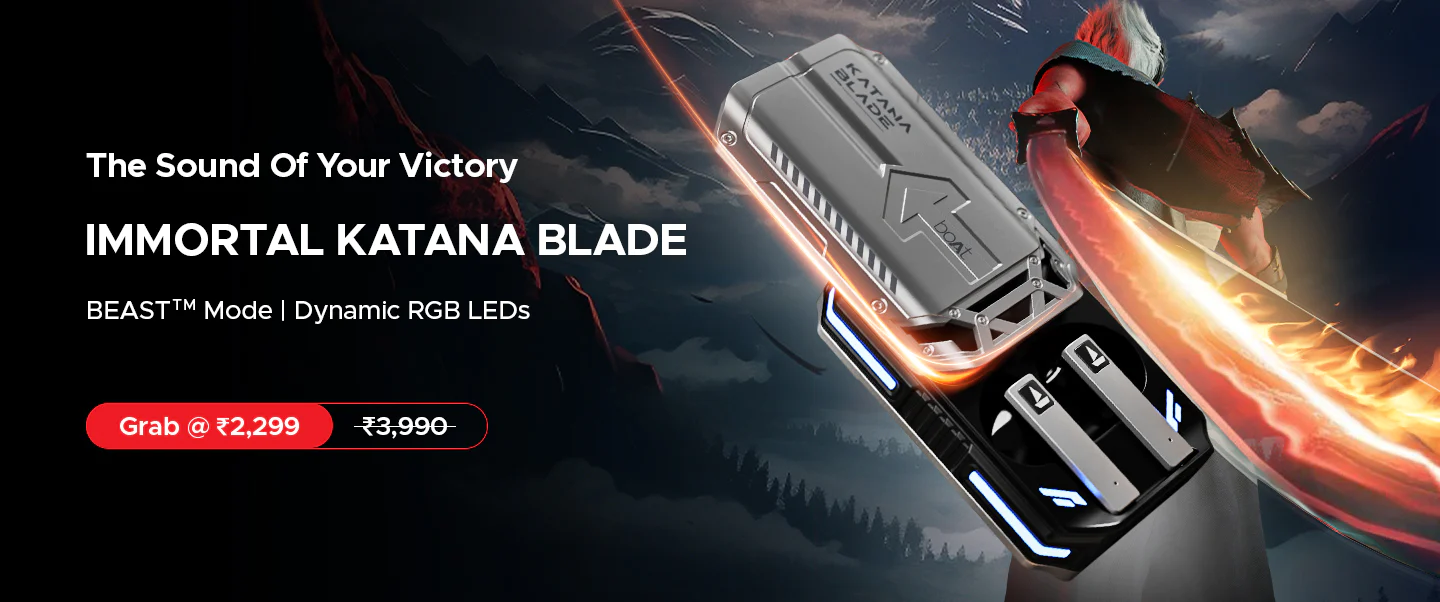 The Sound Of Your Victory
IMMORTAL KATANA BLADE
BEAST™ Mode | Dynamic RGB LEDs
Grab @ ₹2,299 ₹3,990
KATANA
BLADE
boAt